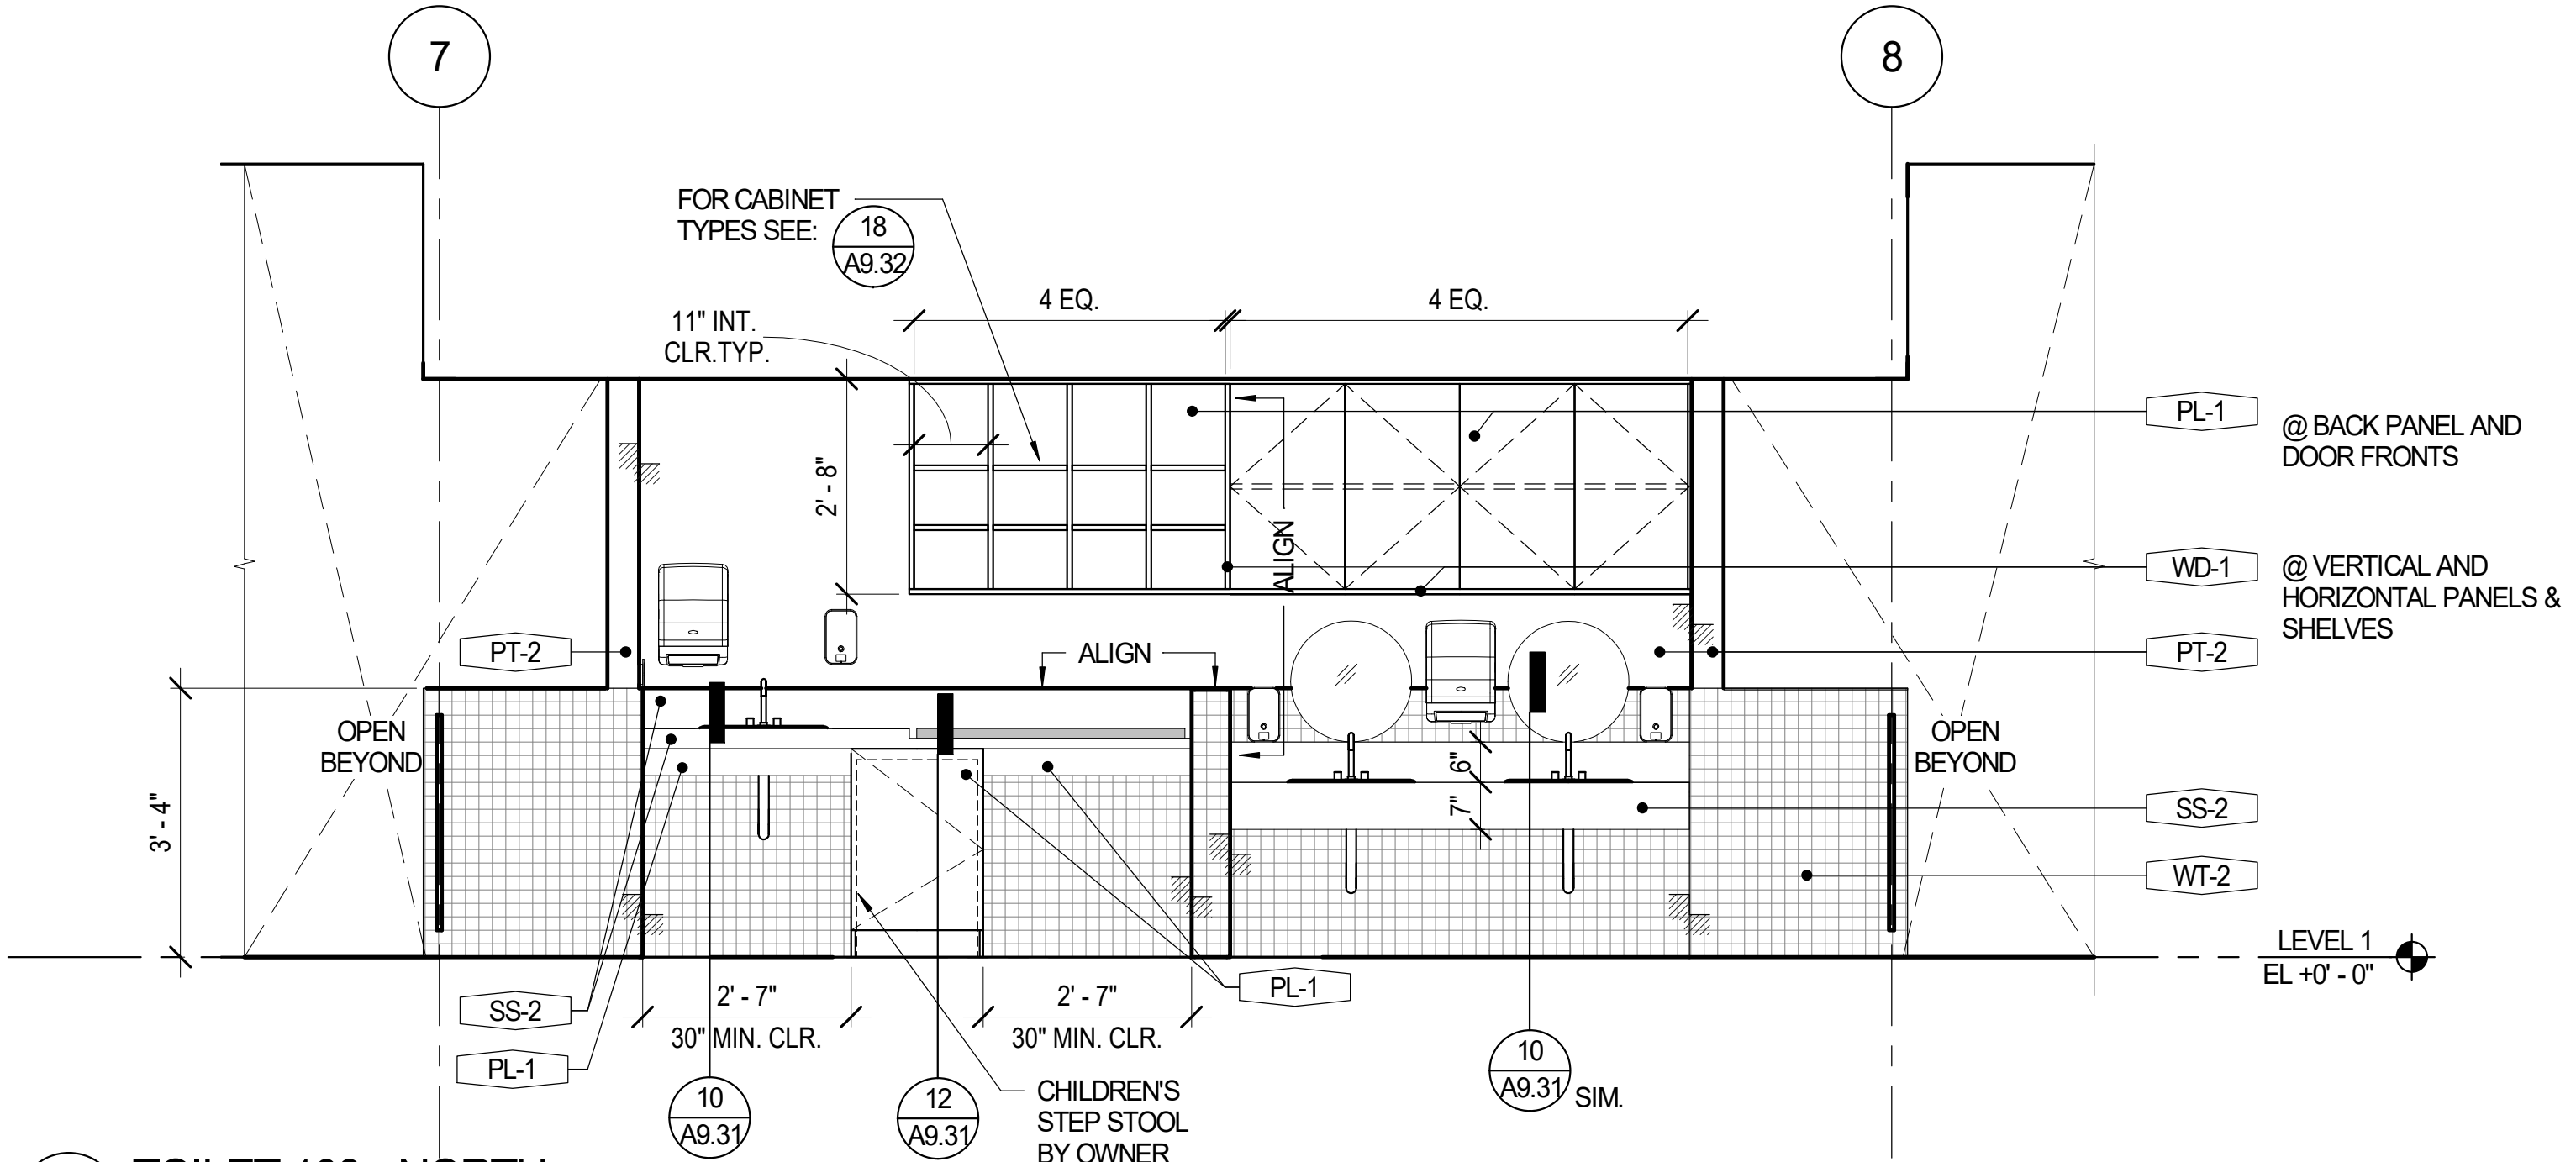 7
8
FOR CABINET
TYPES SEE:
18
A9.32
4 EQ.
4 EQ.
11" INT.
CLR.TYP.
PL-1
@ BACK PANEL AND
DOOR FRONTS
2' - 8"
ALIGN
WD-1
@ VERTICAL AND
HORIZONTAL PANELS &
SHELVES
PT-2
ALIGN
PT-2
OPEN
BEYOND
OPEN
BEYOND
3' - 4"
6"
7"
SS-2
WT-2
LEVEL 1
EL +0' - 0"
SS-2
2' - 7"
30" MIN. CLR.
2' - 7"
30" MIN. CLR.
PL-1
PL-1
10
A9.31
12
A9.31
CHILDREN'S
STEP STOOL
BY OWNER
10
A9.31
SIM.